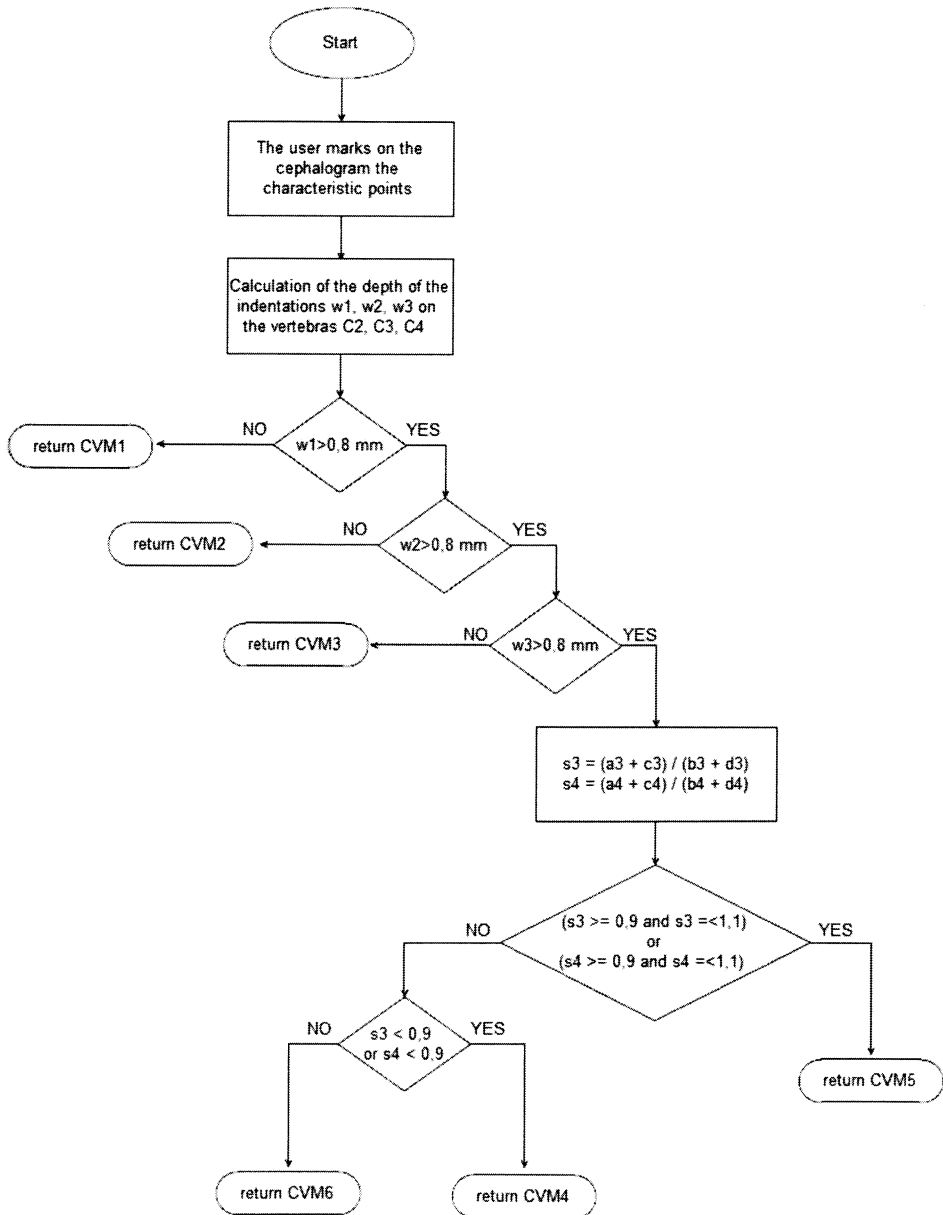 Start
The user marks on the
cephalogram the
characteristic points
Calculation of the depth of the
indentations w1, w2, w3 on
the vertebras C2, C3, C4
NO
YES
return CVM1
w1>0,8 mm
NO
YES
return CVM2
w2>0,8 mm
NO
YES
return CVM3
w3>0,8 mm
s3 = (a3 + c3) / (b3 + d3)
s4 = (a4 + c4) / (b4 + d4)
NO
(s3 >= 0,9 and s3 =<1,1)
or
(s4 >= 0,9 and s4 =<1,1)
YES
NO
s3 < 0,9
or s4 < 0,9
YES
return CVM5
return CVM6
return CVM4